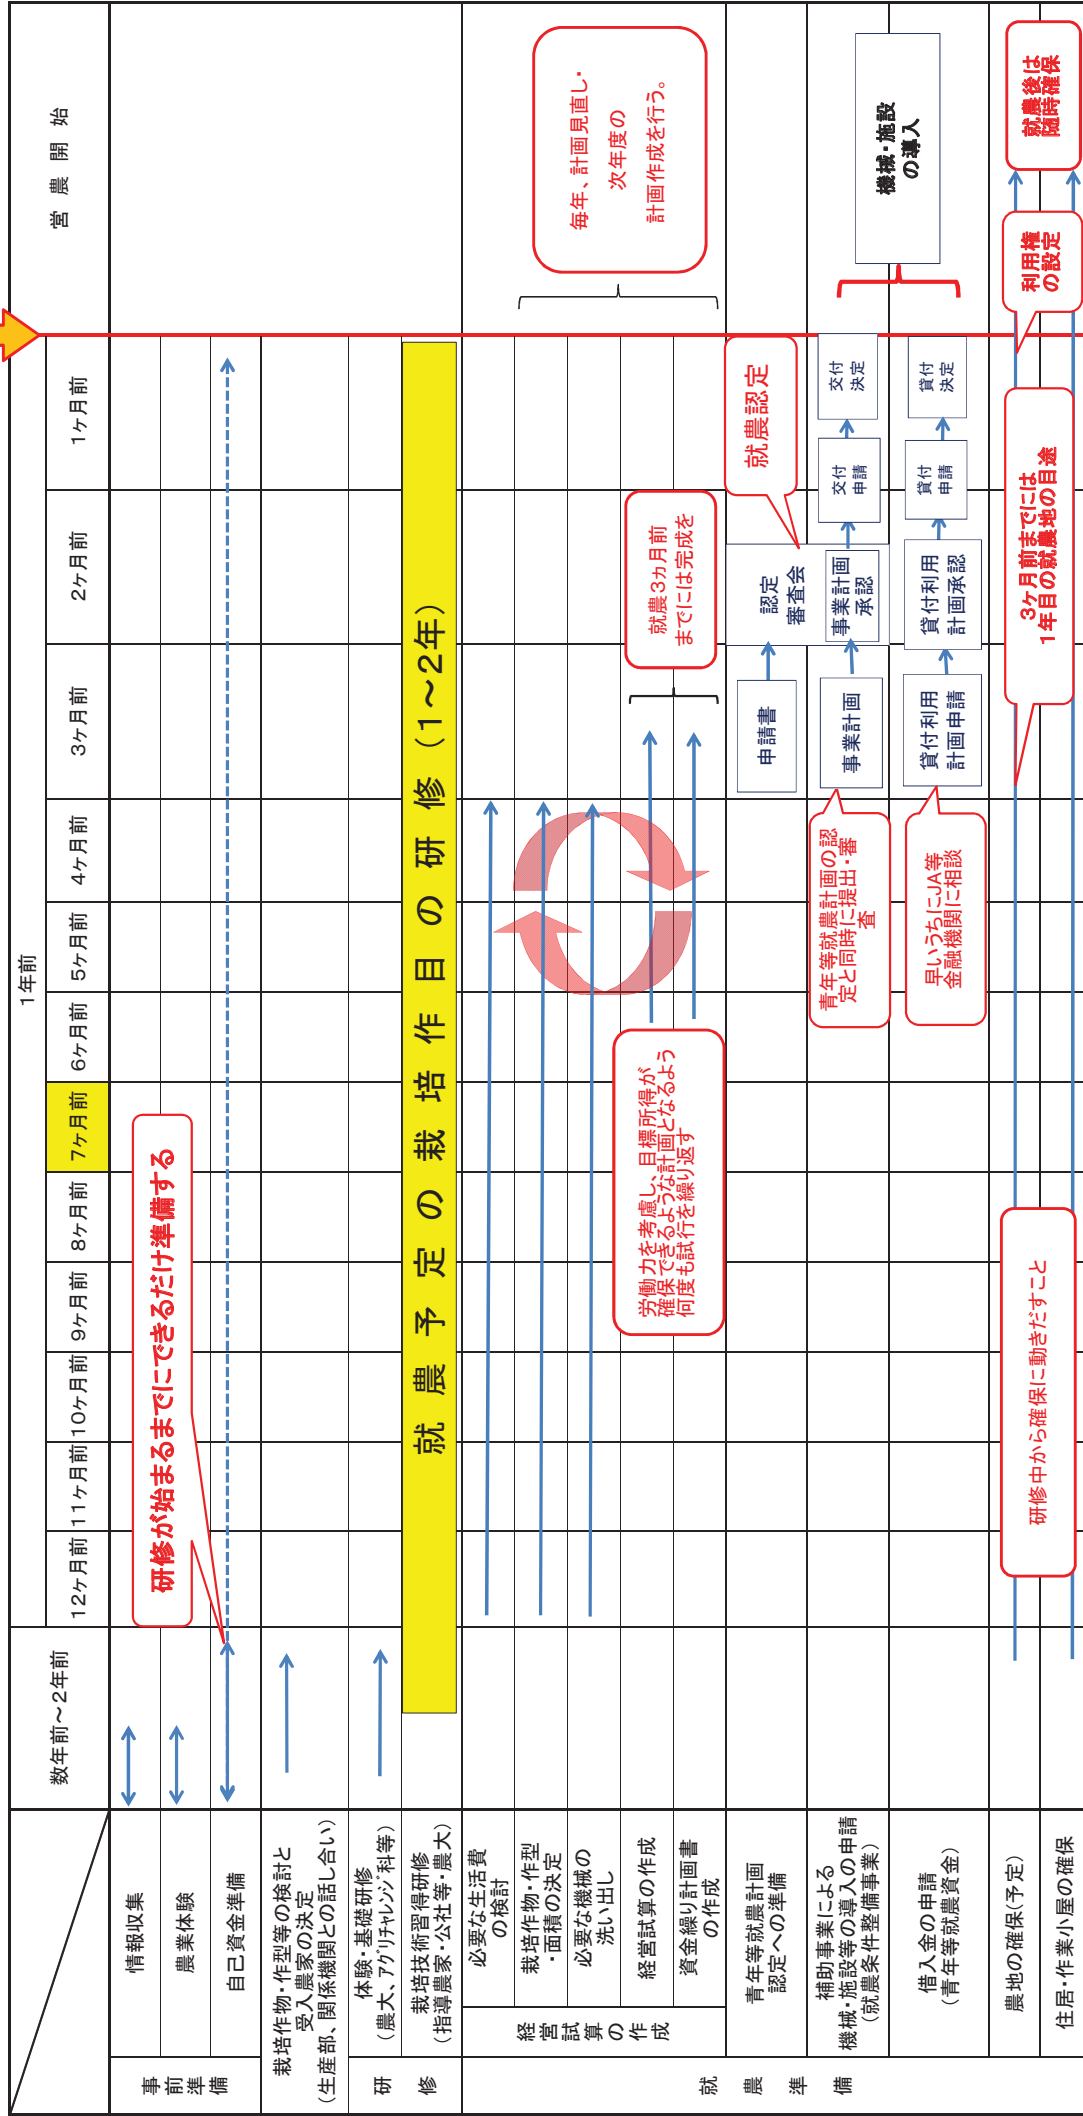 数年前～2年前
1年前
12ヶ月前
11ヶ月前
10ヶ月前
9ヶ月前
8ヶ月前
7ヶ月前
6ヶ月前
5ヶ月前
4ヶ月前
3ヶ月前
2ヶ月前
1ヶ月前
営農開始
事前準備
情報収集
農業体験
自己資金準備
研修が始まるまでにできるだけ準備する
栽培作物・作型等の検討と
受入農家の決定
(生産部、関係機関との話し合い)
研修
体験・基礎研修
(農大、アグリチャレンジ科等)
栽培技術習得研修
(指導農家・公社等・農大)
就農予定の栽培作目の研修(1～2年)
就農準備
経営試算の作成
必要な生活費
の検討
栽培作物・作型
・面積の決定
必要な機械の
洗い出し
経営試算の作成
資金繰り計画書
の作成
労働力を考慮し、目標所得が
確保できるような計画となるよう
何度も試行を繰り返す
就農3カ月前
までには完成を
毎年、計画見直し・
次年度の
計画作成を行う。
青年等就農計画
認定への準備
申請書
認定
審査会
就農認定
補助事業による
機械・施設等の導入の申請
(就農条件整備事業)
青年等就農計画の認
定と同時に提出・審
査
事業計画
事業計画
承認
交付
申請
交付
決定
機械・施設
の導入
借入金の申請
(青年等就農資金)
早いうちにJA等
金融機関に相談
貸付利用
計画申請
貸付利用
計画承認
貸付
申請
貸付
決定
農地の確保(予定)
住居・作業小屋の確保
研修中から確保に動きだすこと
3ヶ月前までには
1年目の就農地の目途
利用権
の設定
就農後は
随時確保